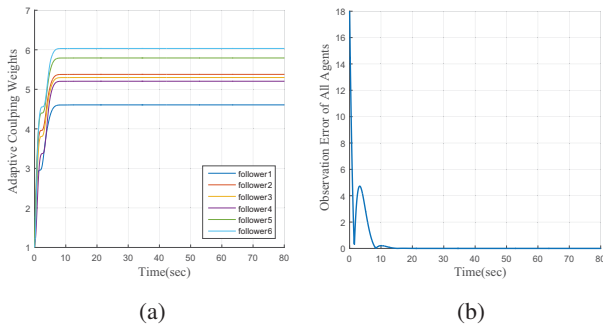 7
6
5
4
3
2
1
0 10 20 30 40 50 60 70 80
Adaptive Coulping Weights
Time(sec)
follower1
follower2
follower3
follower4
follower5
follower6
(a)
18
16
14
12
10
8
6
4
2
0
0 10 20 30 40 50 60 70 80
Observation Error of All Agents
Time(sec)
(b)